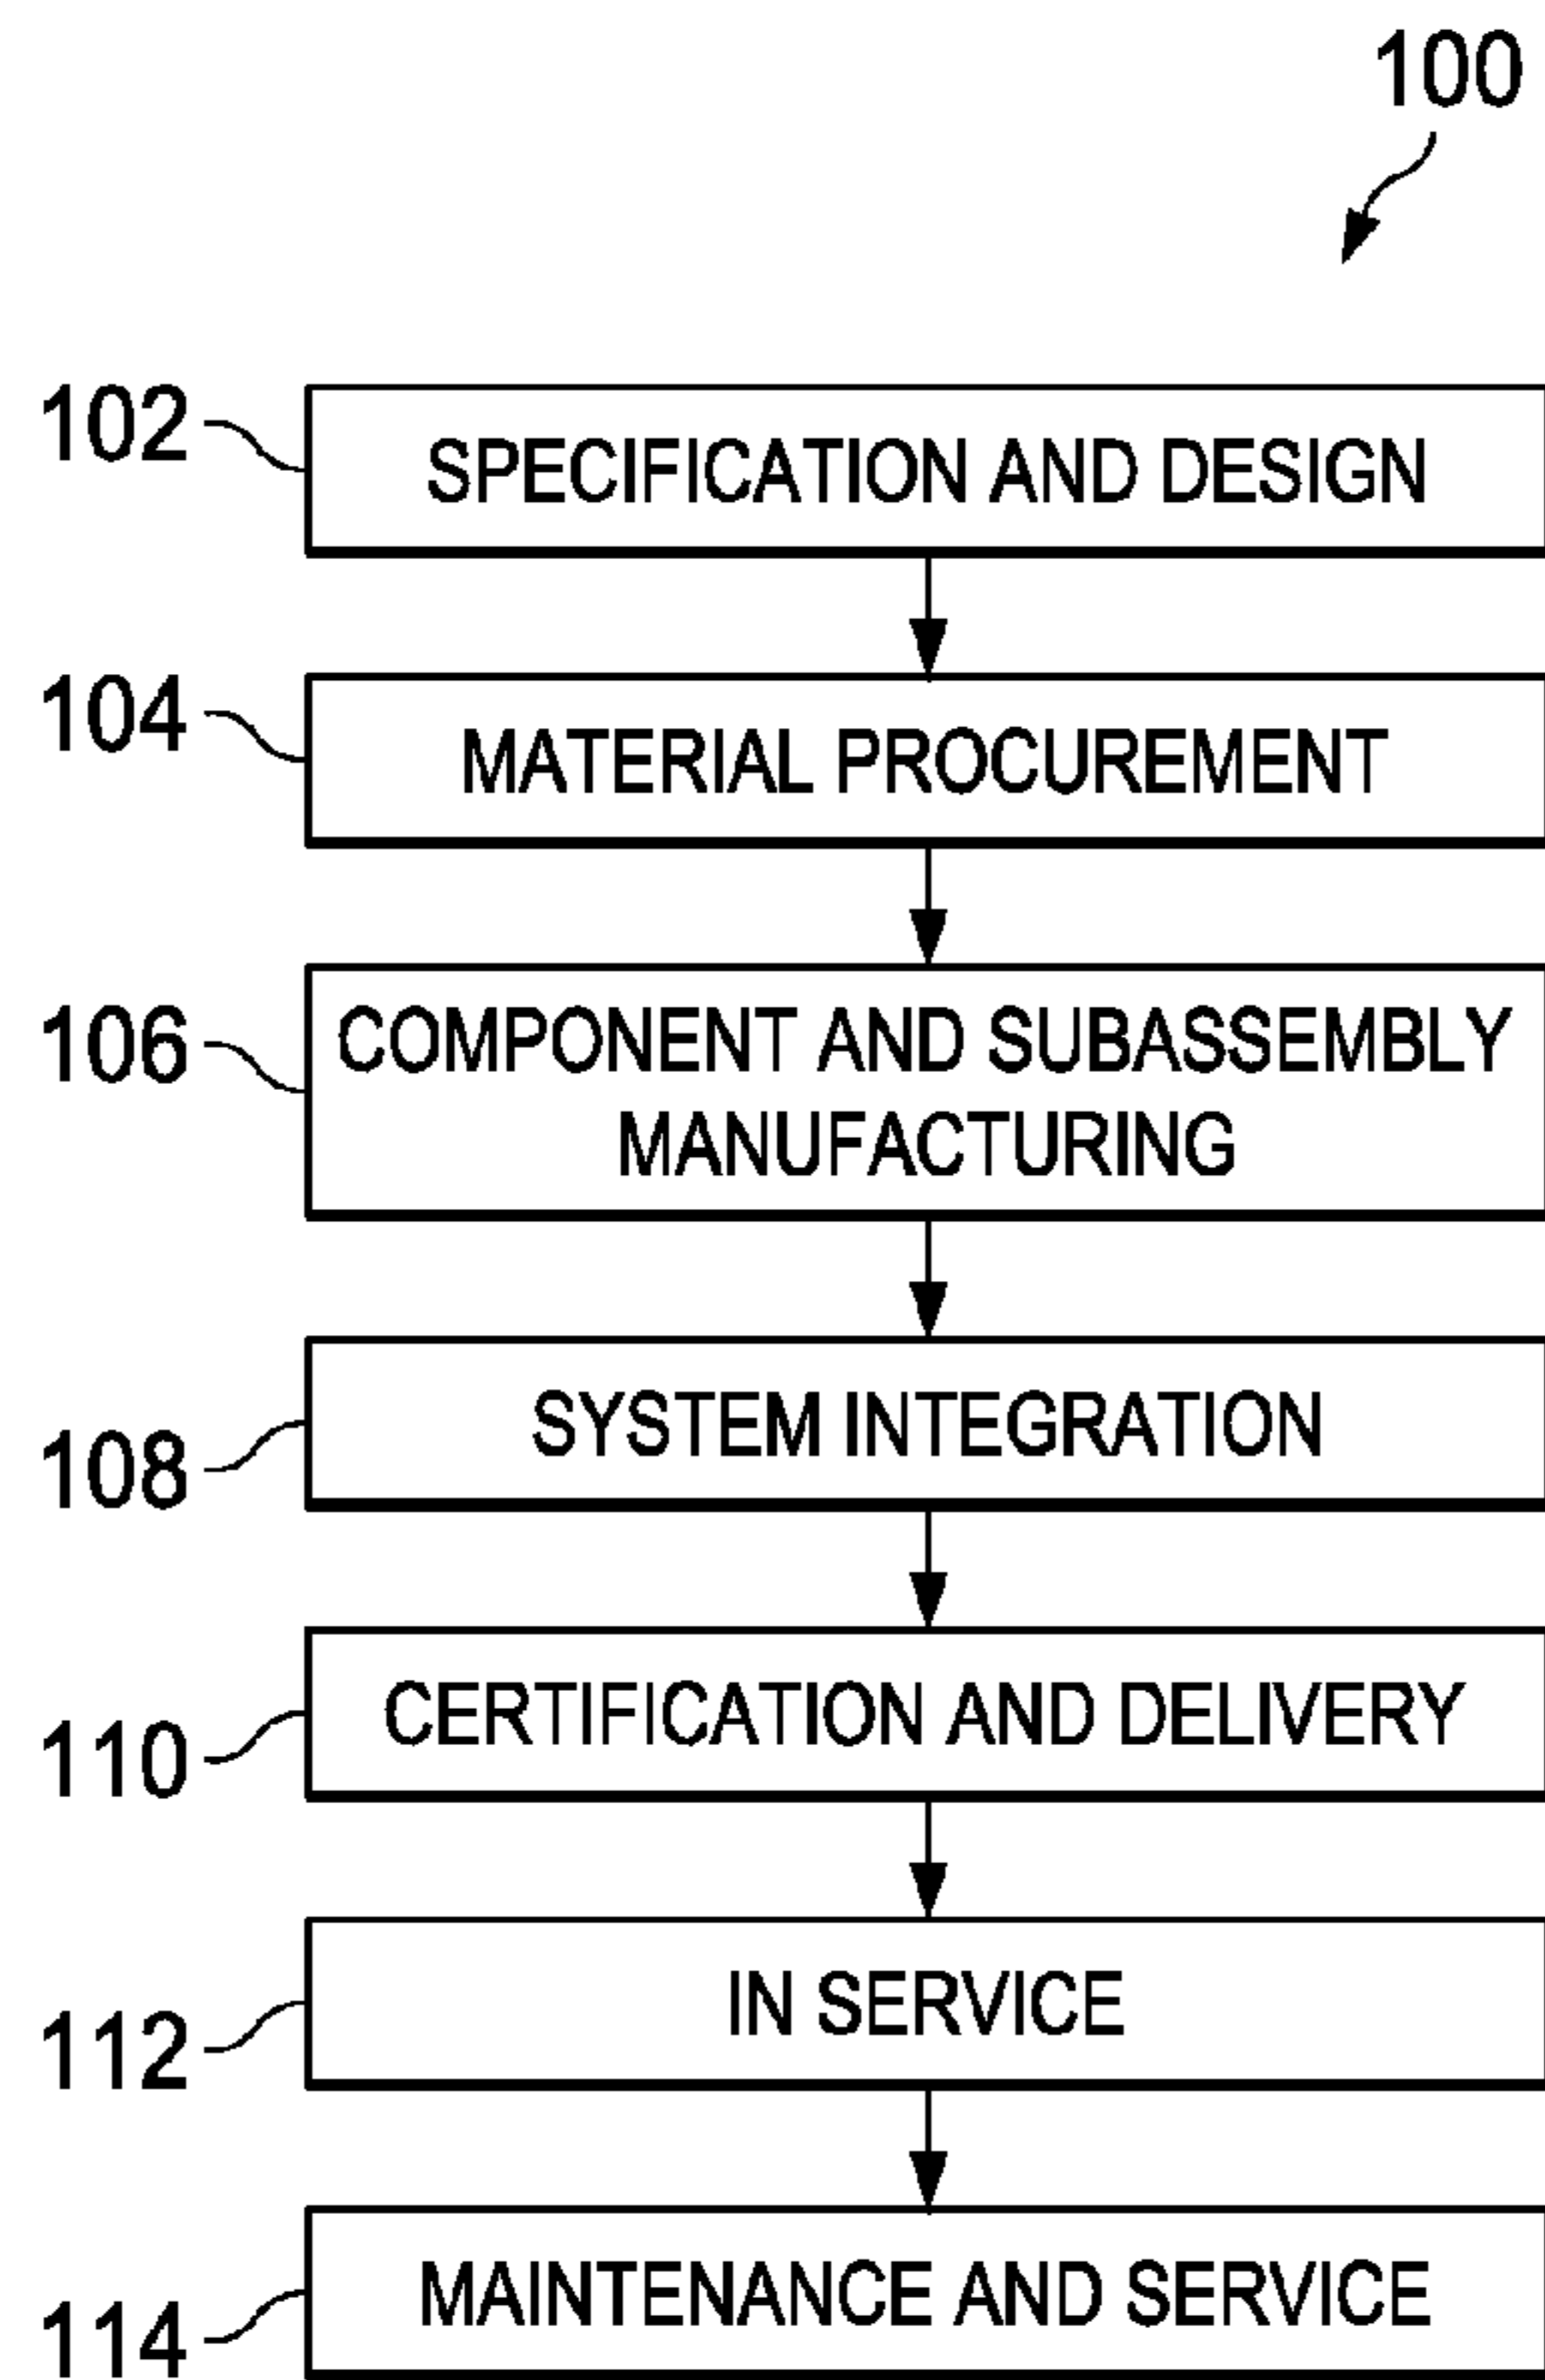 100
102
SPECIFICATION AND DESIGN
104
MATERIAL PROCUREMENT
106
COMPONENT AND SUBASSEMBLY
MANUFACTURING
108
SYSTEM INTEGRATION
110
CERTIFICATION AND DELIVERY
112
IN SERVICE
114
MAINTENANCE AND SERVICE